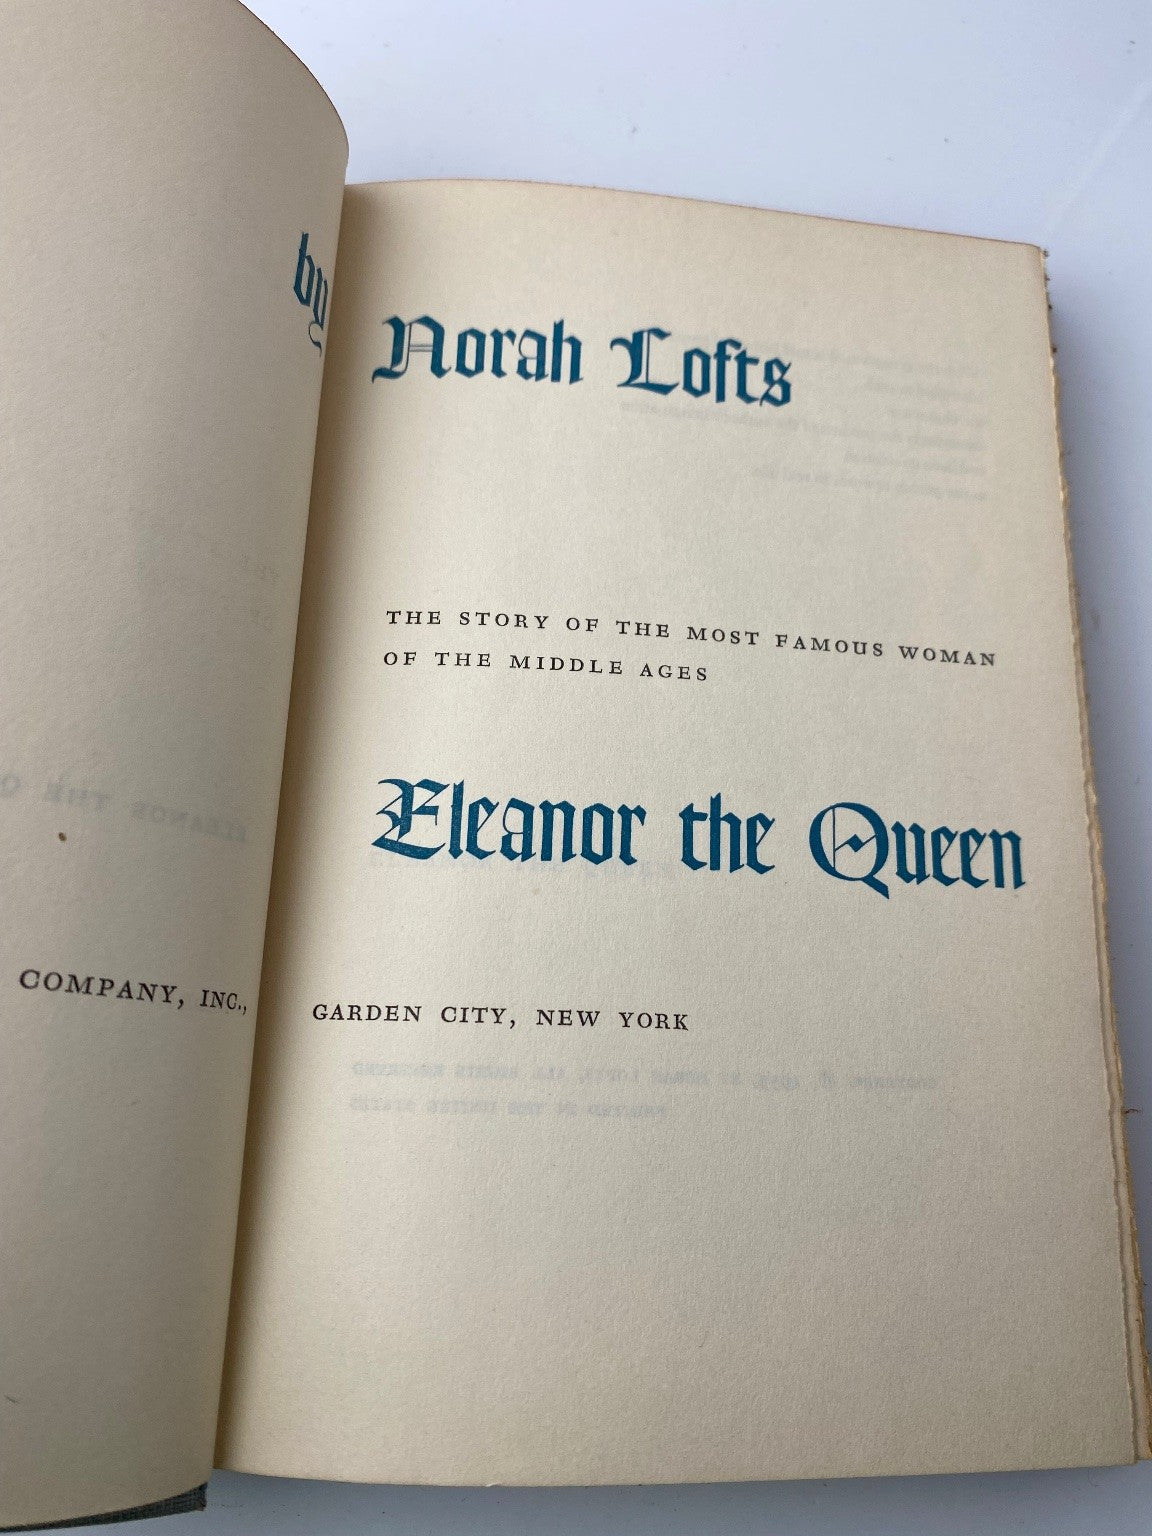 by Norah Lofts
THE STORY OF THE MOST FAMOUS WOMAN
OF THE MIDDLE AGES
Eleanor the Queen
COMPANY, INC., GARDEN CITY, NEW YORK